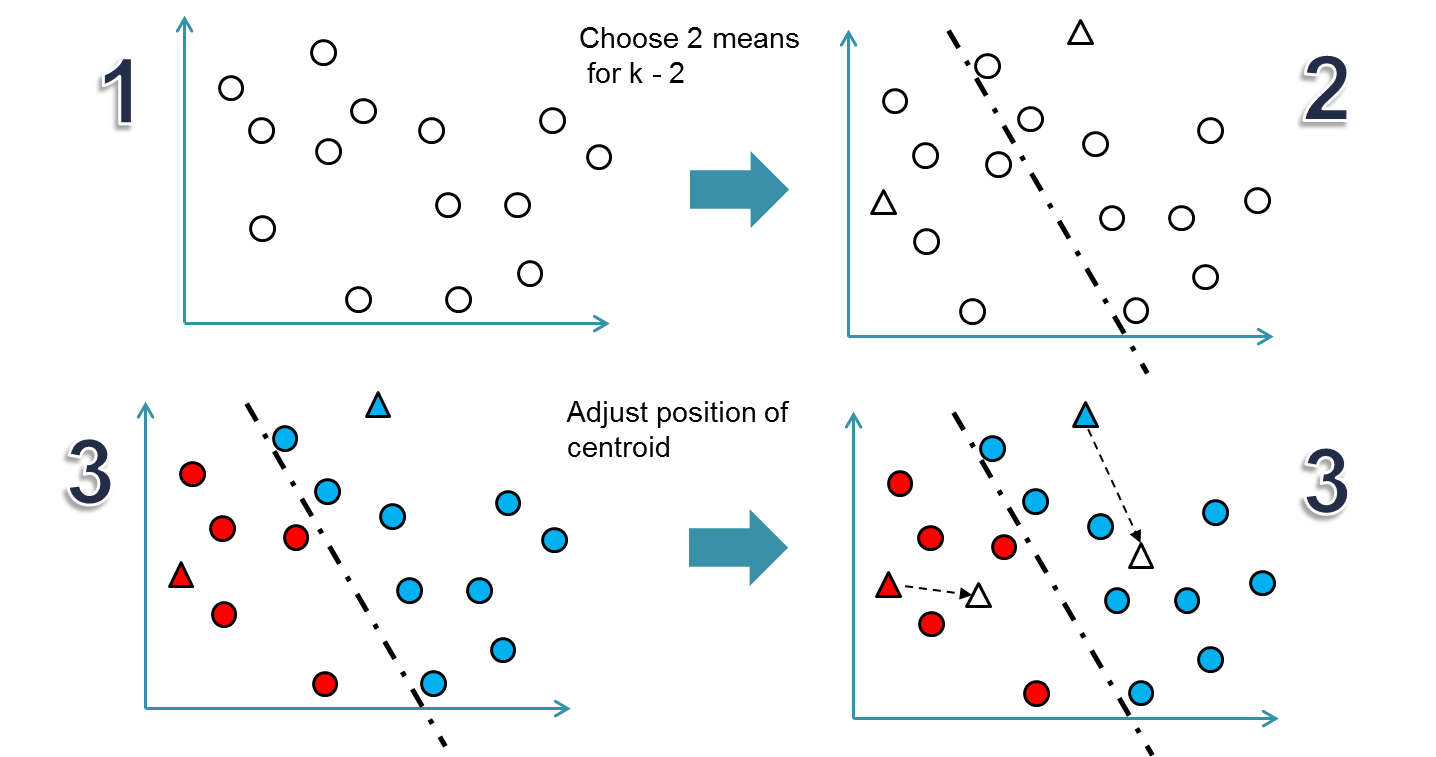 1
Choose 2 means
for k - 2
2
3
Adjust position of
centroid
3